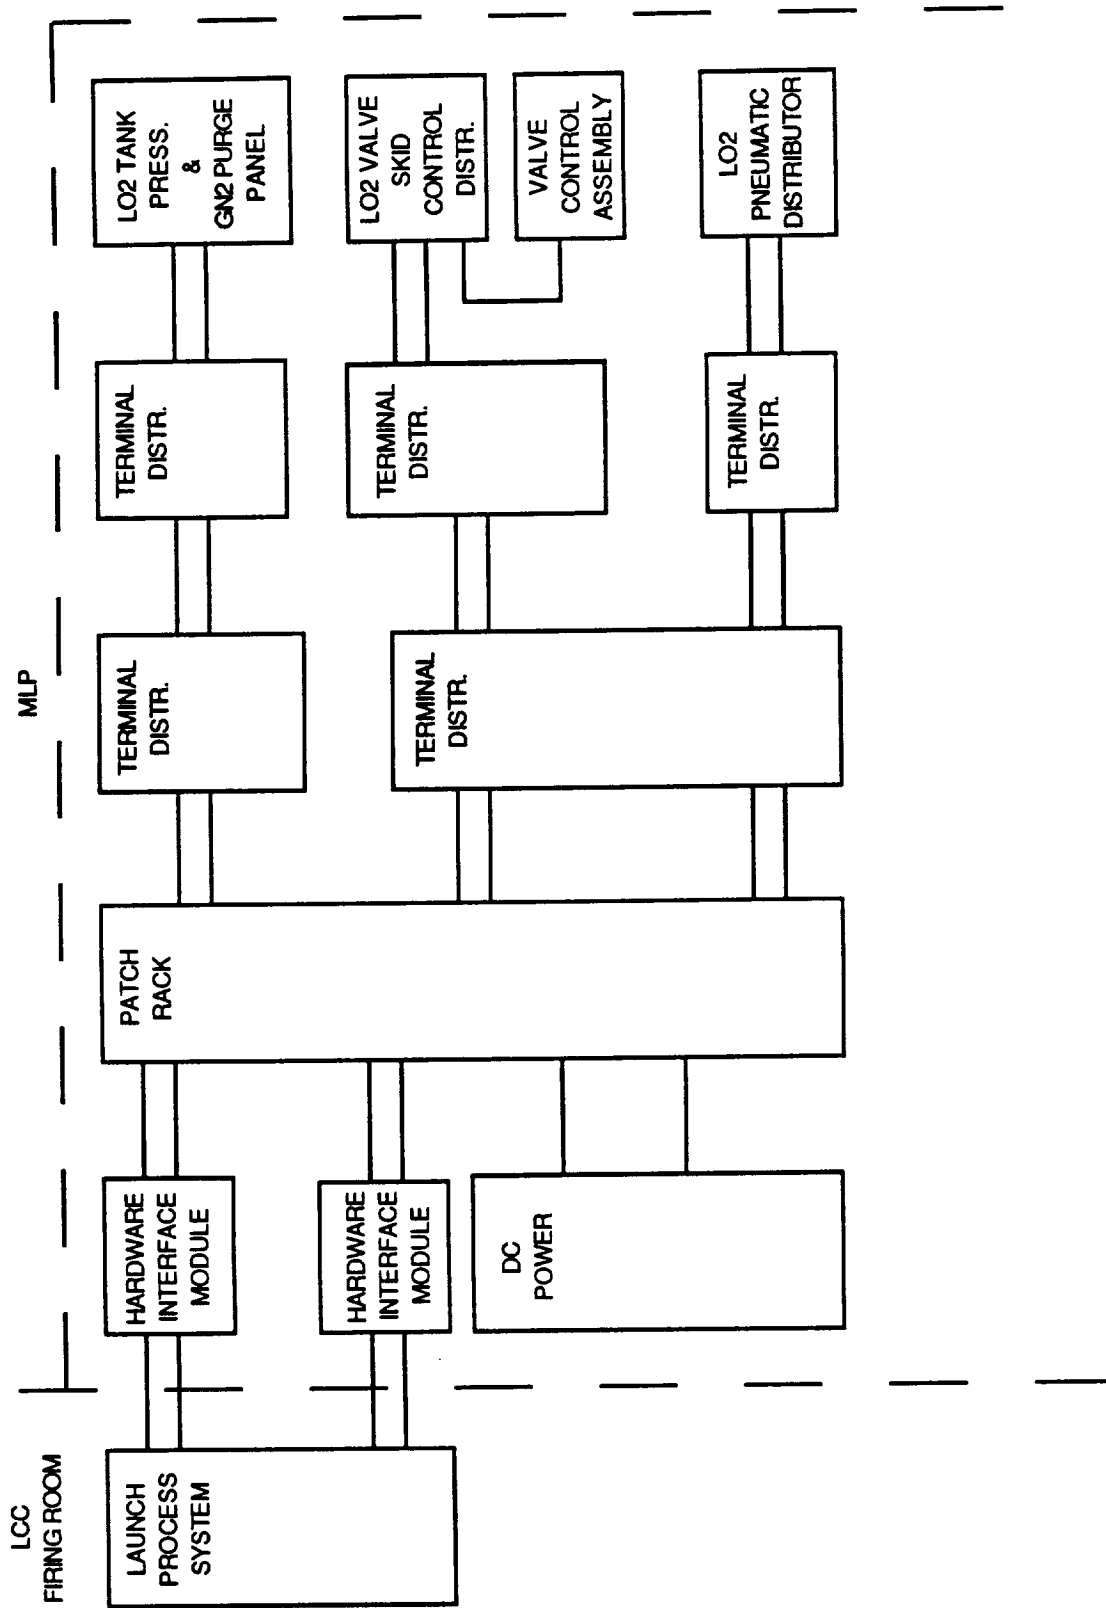 LCC
FIRING ROOM
MLP
LAUNCH
PROCESS
SYSTEM
HARDWARE
INTERFACE
MODULE
HARDWARE
INTERFACE
MODULE
DC
POWER
PATCH
RACK
TERMINAL
DISTR.
TERMINAL
DISTR.
TERMINAL
DISTR.
TERMINAL
DISTR.
TERMINAL
DISTR.
LO2 TANK
PRESS.
&
GN2 PURGE
PANEL
LO2 VALVE
SKID
CONTROL
DISTR.
VALVE
CONTROL
ASSEMBLY
LO2
PNEUMATIC
DISTRIBUTOR